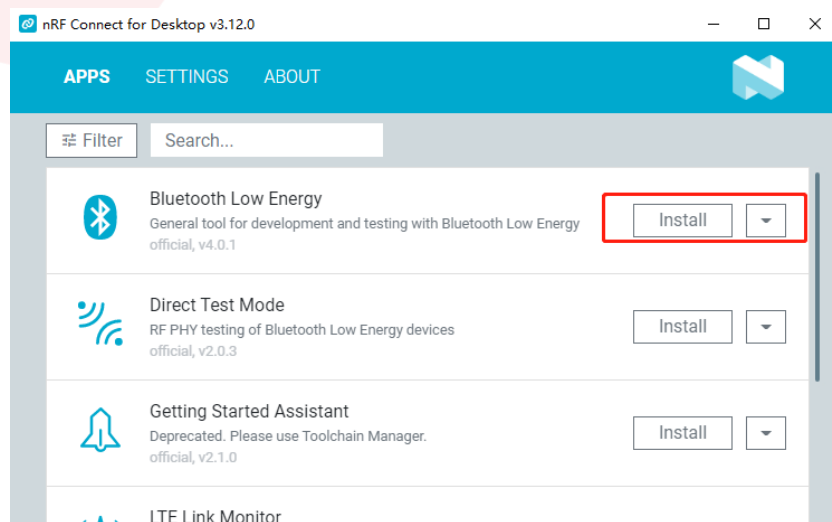 nRF Connect for Desktop v3.12.0
APPS SETTINGS ABOUT
Filter Search...
Bluetooth Low Energy
General tool for development and testing with Bluetooth Low Energy
official, v4.0.1
Install
Direct Test Mode
RF PHY testing of Bluetooth Low Energy devices
official, v2.0.3
Install
Getting Started Assistant
Deprecated. Please use Toolchain Manager.
official, v2.1.0
Install
LTE Link Monitor